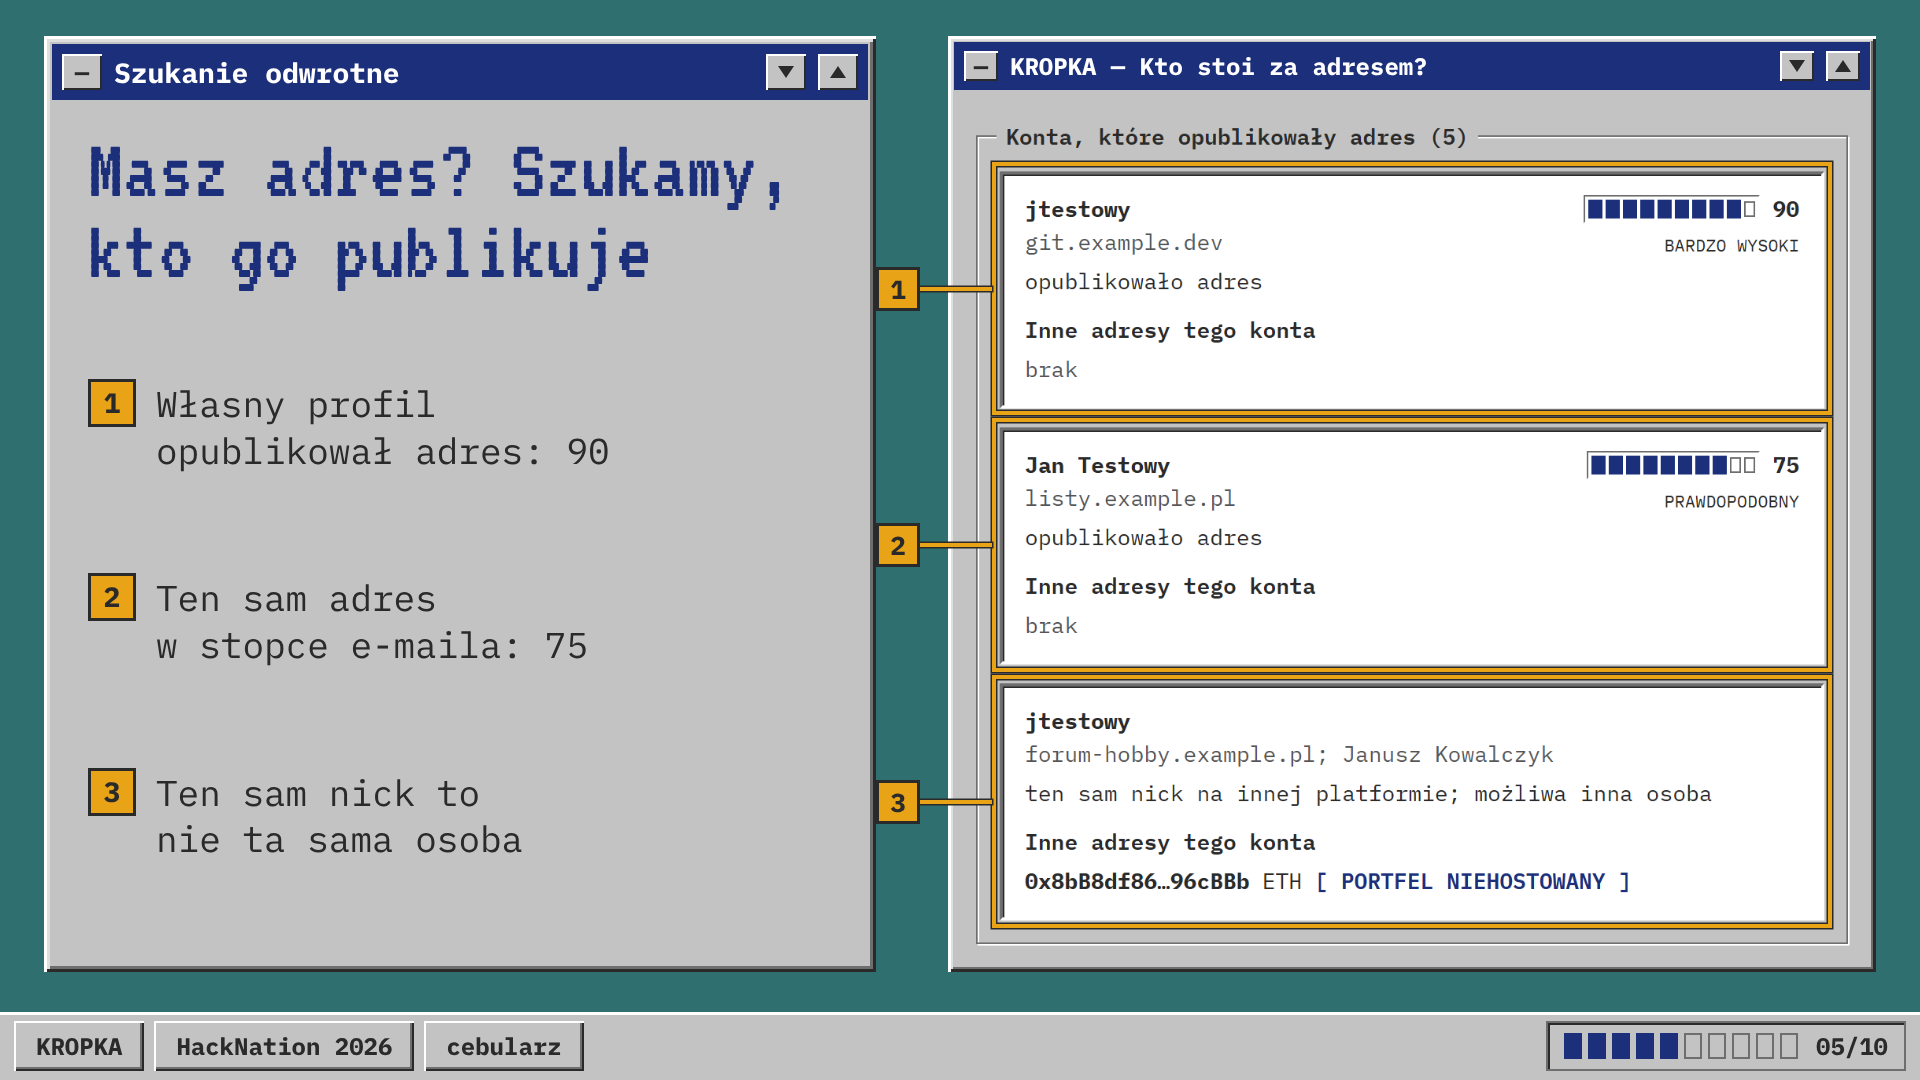 Szukanie odwrotne
Masz adres? Szukamy,
kto go publikuje
1 Własny profil
opublikował adres: 90
2 Ten sam adres
w stopce e-maila: 75
3 Ten sam nick to
nie ta sama osoba
KROPKA — Kto stoi za adresem?
Konta, które opublikowały adres (5)
1
jtestowy 90
git.example.dev BARDZO WYSOKI
opublikowało adres
Inne adresy tego konta
brak
2
Jan Testowy 75
listy.example.pl PRAWDOPODOBNY
opublikowało adres
Inne adresy tego konta
brak
3
jtestowy
forum-hobby.example.pl; Janusz Kowalczyk
ten sam nick na innej platformie; możliwa inna osoba
Inne adresy tego konta
0x8bB8df86…96cBBb ETH [ PORTFEL NIEHOSTOWANY ]
KROPKA HackNation 2026 cebularz 05/10